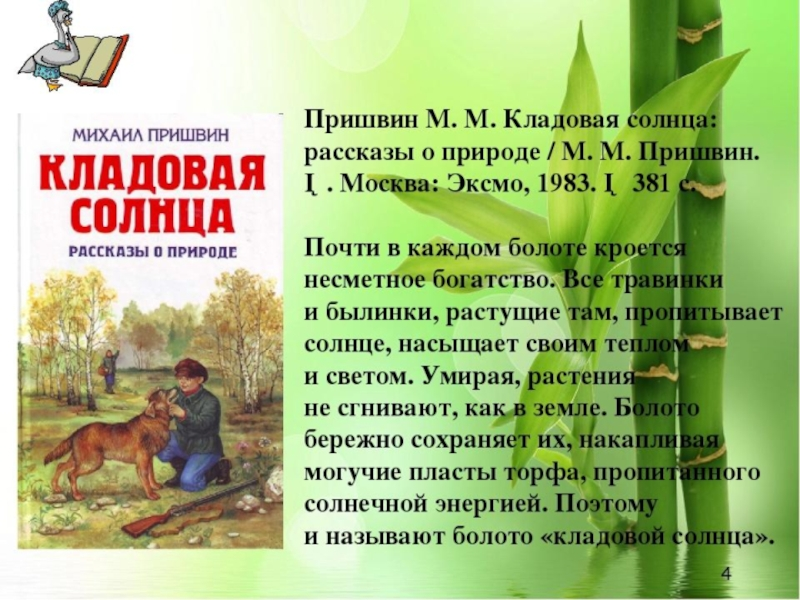 МИХАИЛ ПРИШВИН
КЛАДОВАЯ
СОЛНЦА
РАССКАЗЫ О ПРИРОДЕ
Пришвин М. М. Кладовая солнца:
рассказы о природе / М. М. Пришвин.
. Москва: Эксмо, 1983. 381 с.
Почти в каждом болоте кроется
несметное богатство. Все травинки
и былинки, растущие там, пропитывает
солнце, насыщает своим теплом
и светом. Умирая, растения
не сгнивают, как в земле. Болото
бережно сохраняет их, накапливая
могучие пласты торфа, пропитанного
солнечной энергией. Поэтому
и называют болото «кладовой солнца».
4